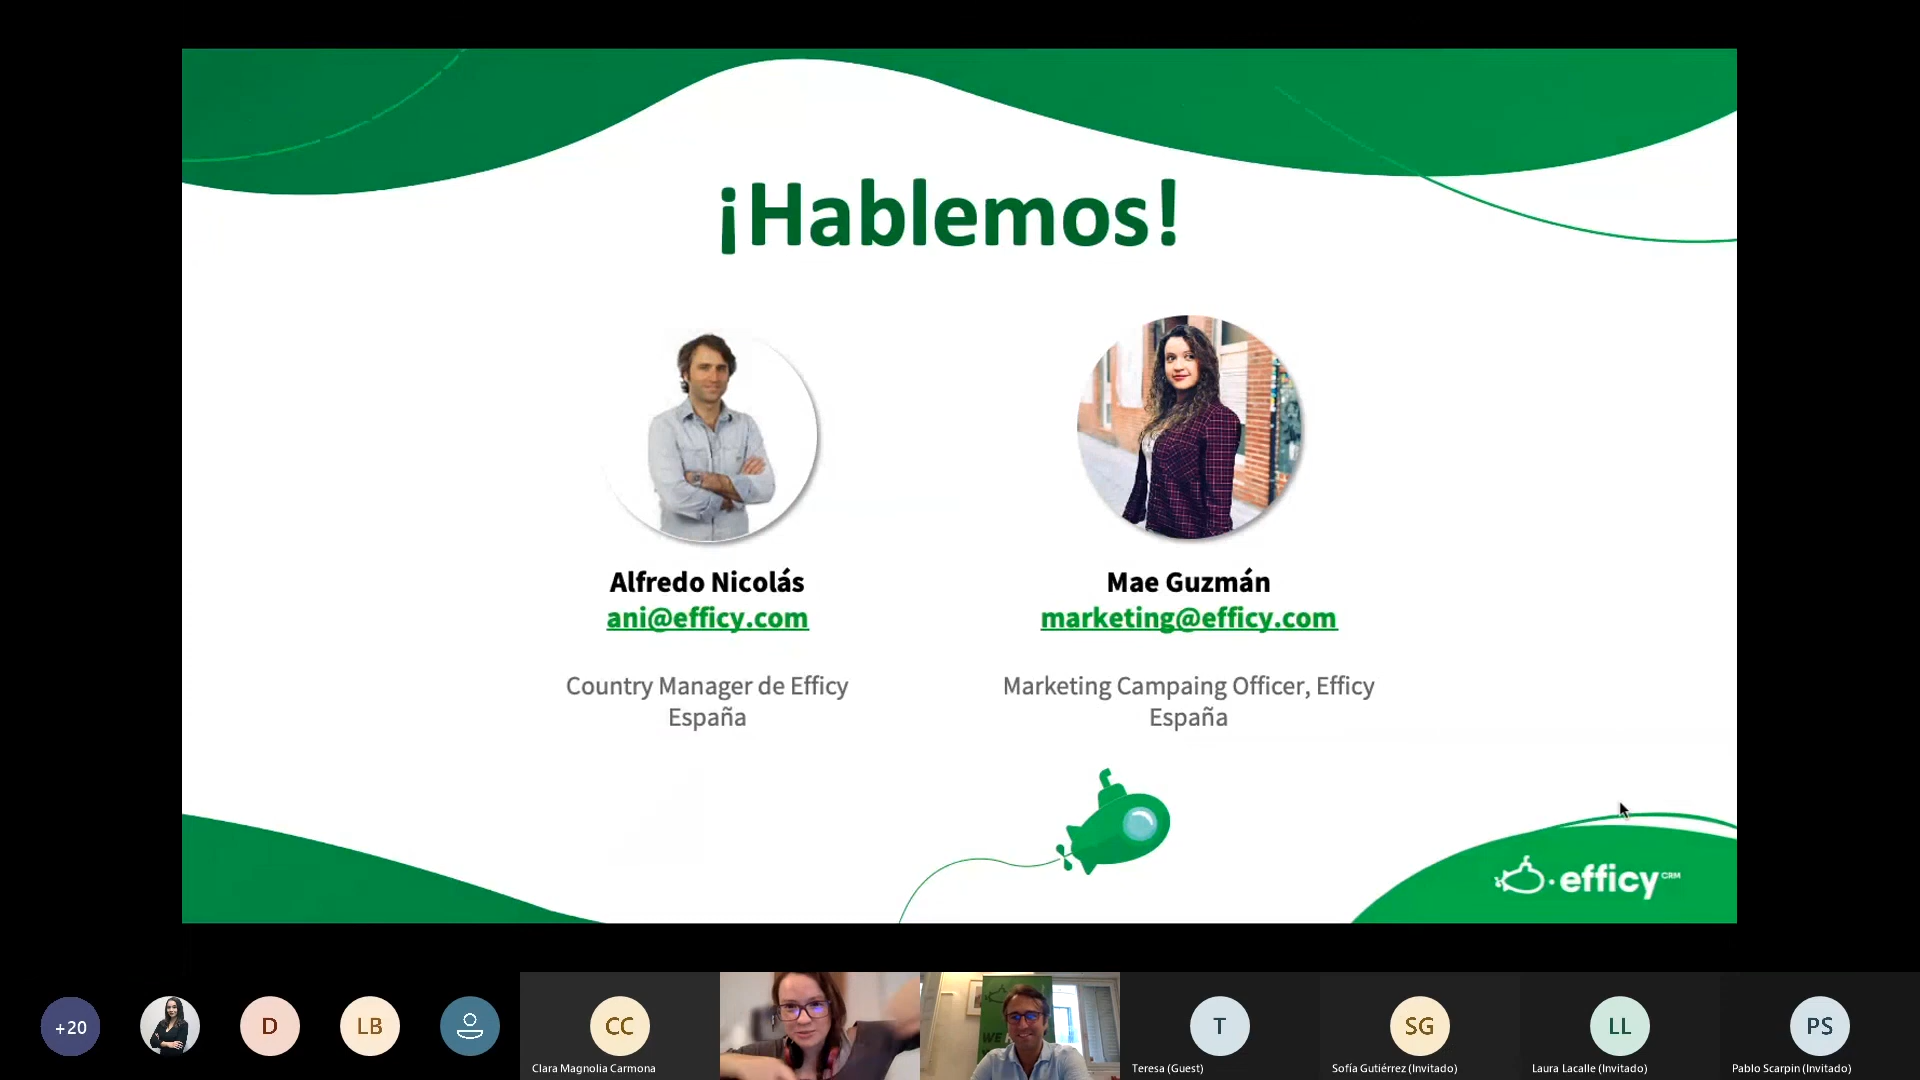 ¡Hablemos!
Alfredo Nicolás
ani@efficy.com
Country Manager de Efficy
España
Mae Guzmán
marketing@efficy.com
Marketing Campaing Officer, Efficy
España
efficy CRM
+20
D
LB
CC
Clara Magnolia Carmona
WE
T
Teresa (Guest)
SG
Sofía Gutiérrez (Invitado)
LL
Laura Lacalle (Invitado)
PS
Pablo Scarpin (Invitado)